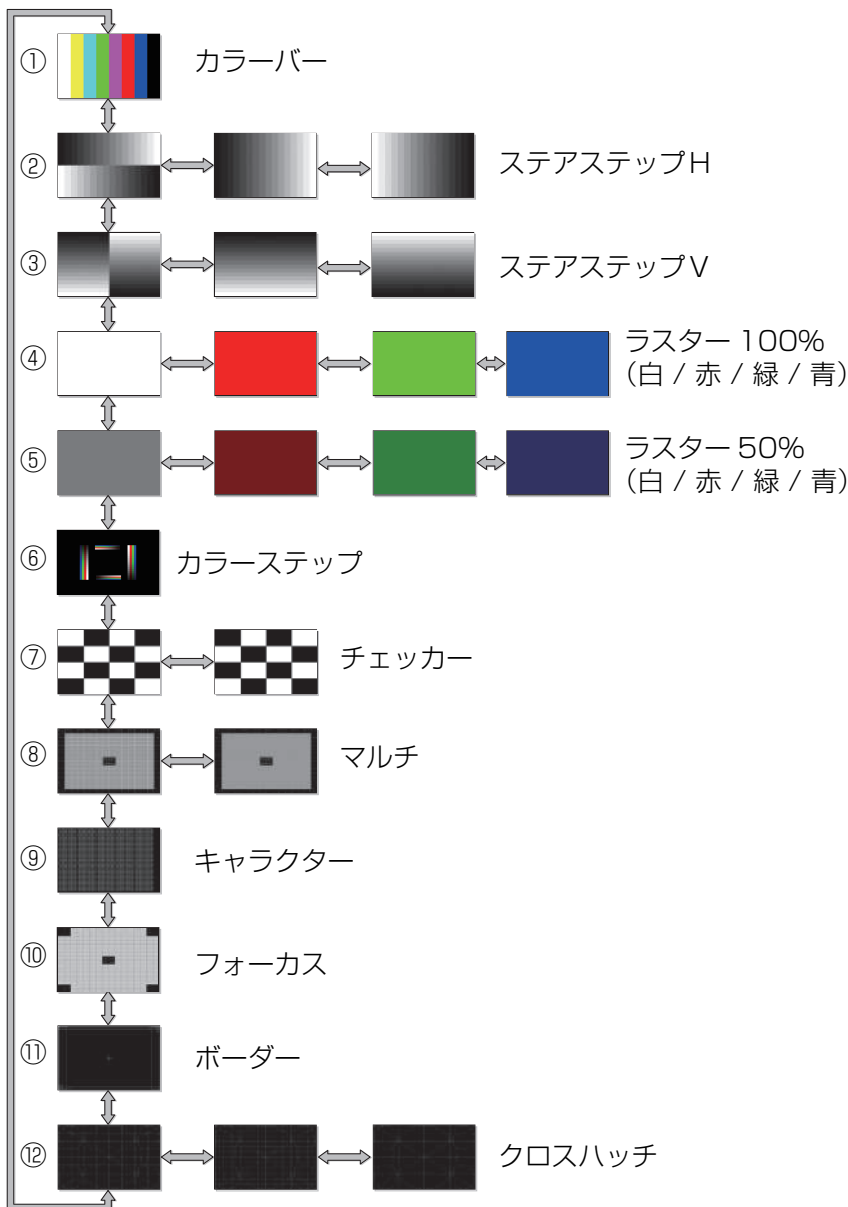 ① カラーバー
② ステアステップH
③ ステアステップV
④ ラスター 100%
(白 / 赤 / 緑 / 青)
⑤ ラスター 50%
(白 / 赤 / 緑 / 青)
⑥ カラーステップ
⑦ チェッカー
⑧ マルチ
⑨ キャラクター
⑩ フォーカス
⑪ ボーダー
⑫ クロスハッチ